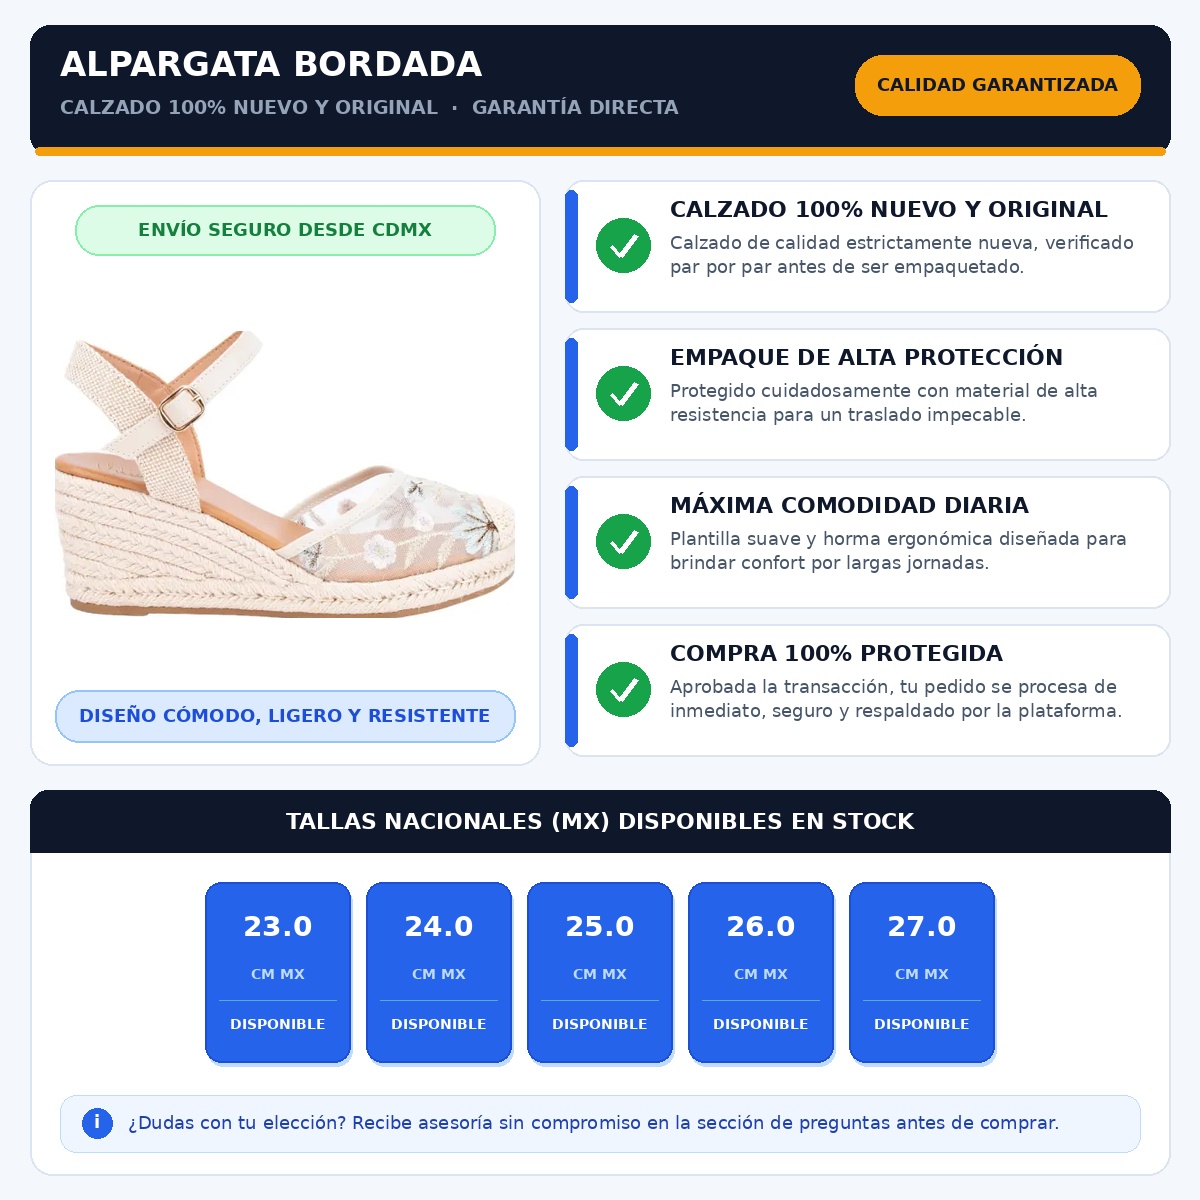 ALPARGATA BORDADA
CALZADO 100% NUEVO Y ORIGINAL · GARANTÍA DIRECTA
CALIDAD GARANTIZADA
ENVÍO SEGURO DESDE CDMX
DISEÑO CÓMODO, LIGERO Y RESISTENTE
CALZADO 100% NUEVO Y ORIGINAL
Calzado de calidad estrictamente nueva, verificado
par por par antes de ser empaquetado.
EMPAQUE DE ALTA PROTECCIÓN
Protegido cuidadosamente con material de alta
resistencia para un traslado impecable.
MÁXIMA COMODIDAD DIARIA
Plantilla suave y horma ergonómica diseñada para
brindar confort por largas jornadas.
COMPRA 100% PROTEGIDA
Aprobada la transacción, tu pedido se procesa de
inmediato, seguro y respaldado por la plataforma.
TALLAS NACIONALES (MX) DISPONIBLES EN STOCK
23.0
CM MX
DISPONIBLE
24.0
CM MX
DISPONIBLE
25.0
CM MX
DISPONIBLE
26.0
CM MX
DISPONIBLE
27.0
CM MX
DISPONIBLE
i ¿Dudas con tu elección? Recibe asesoría sin compromiso en la sección de preguntas antes de comprar.